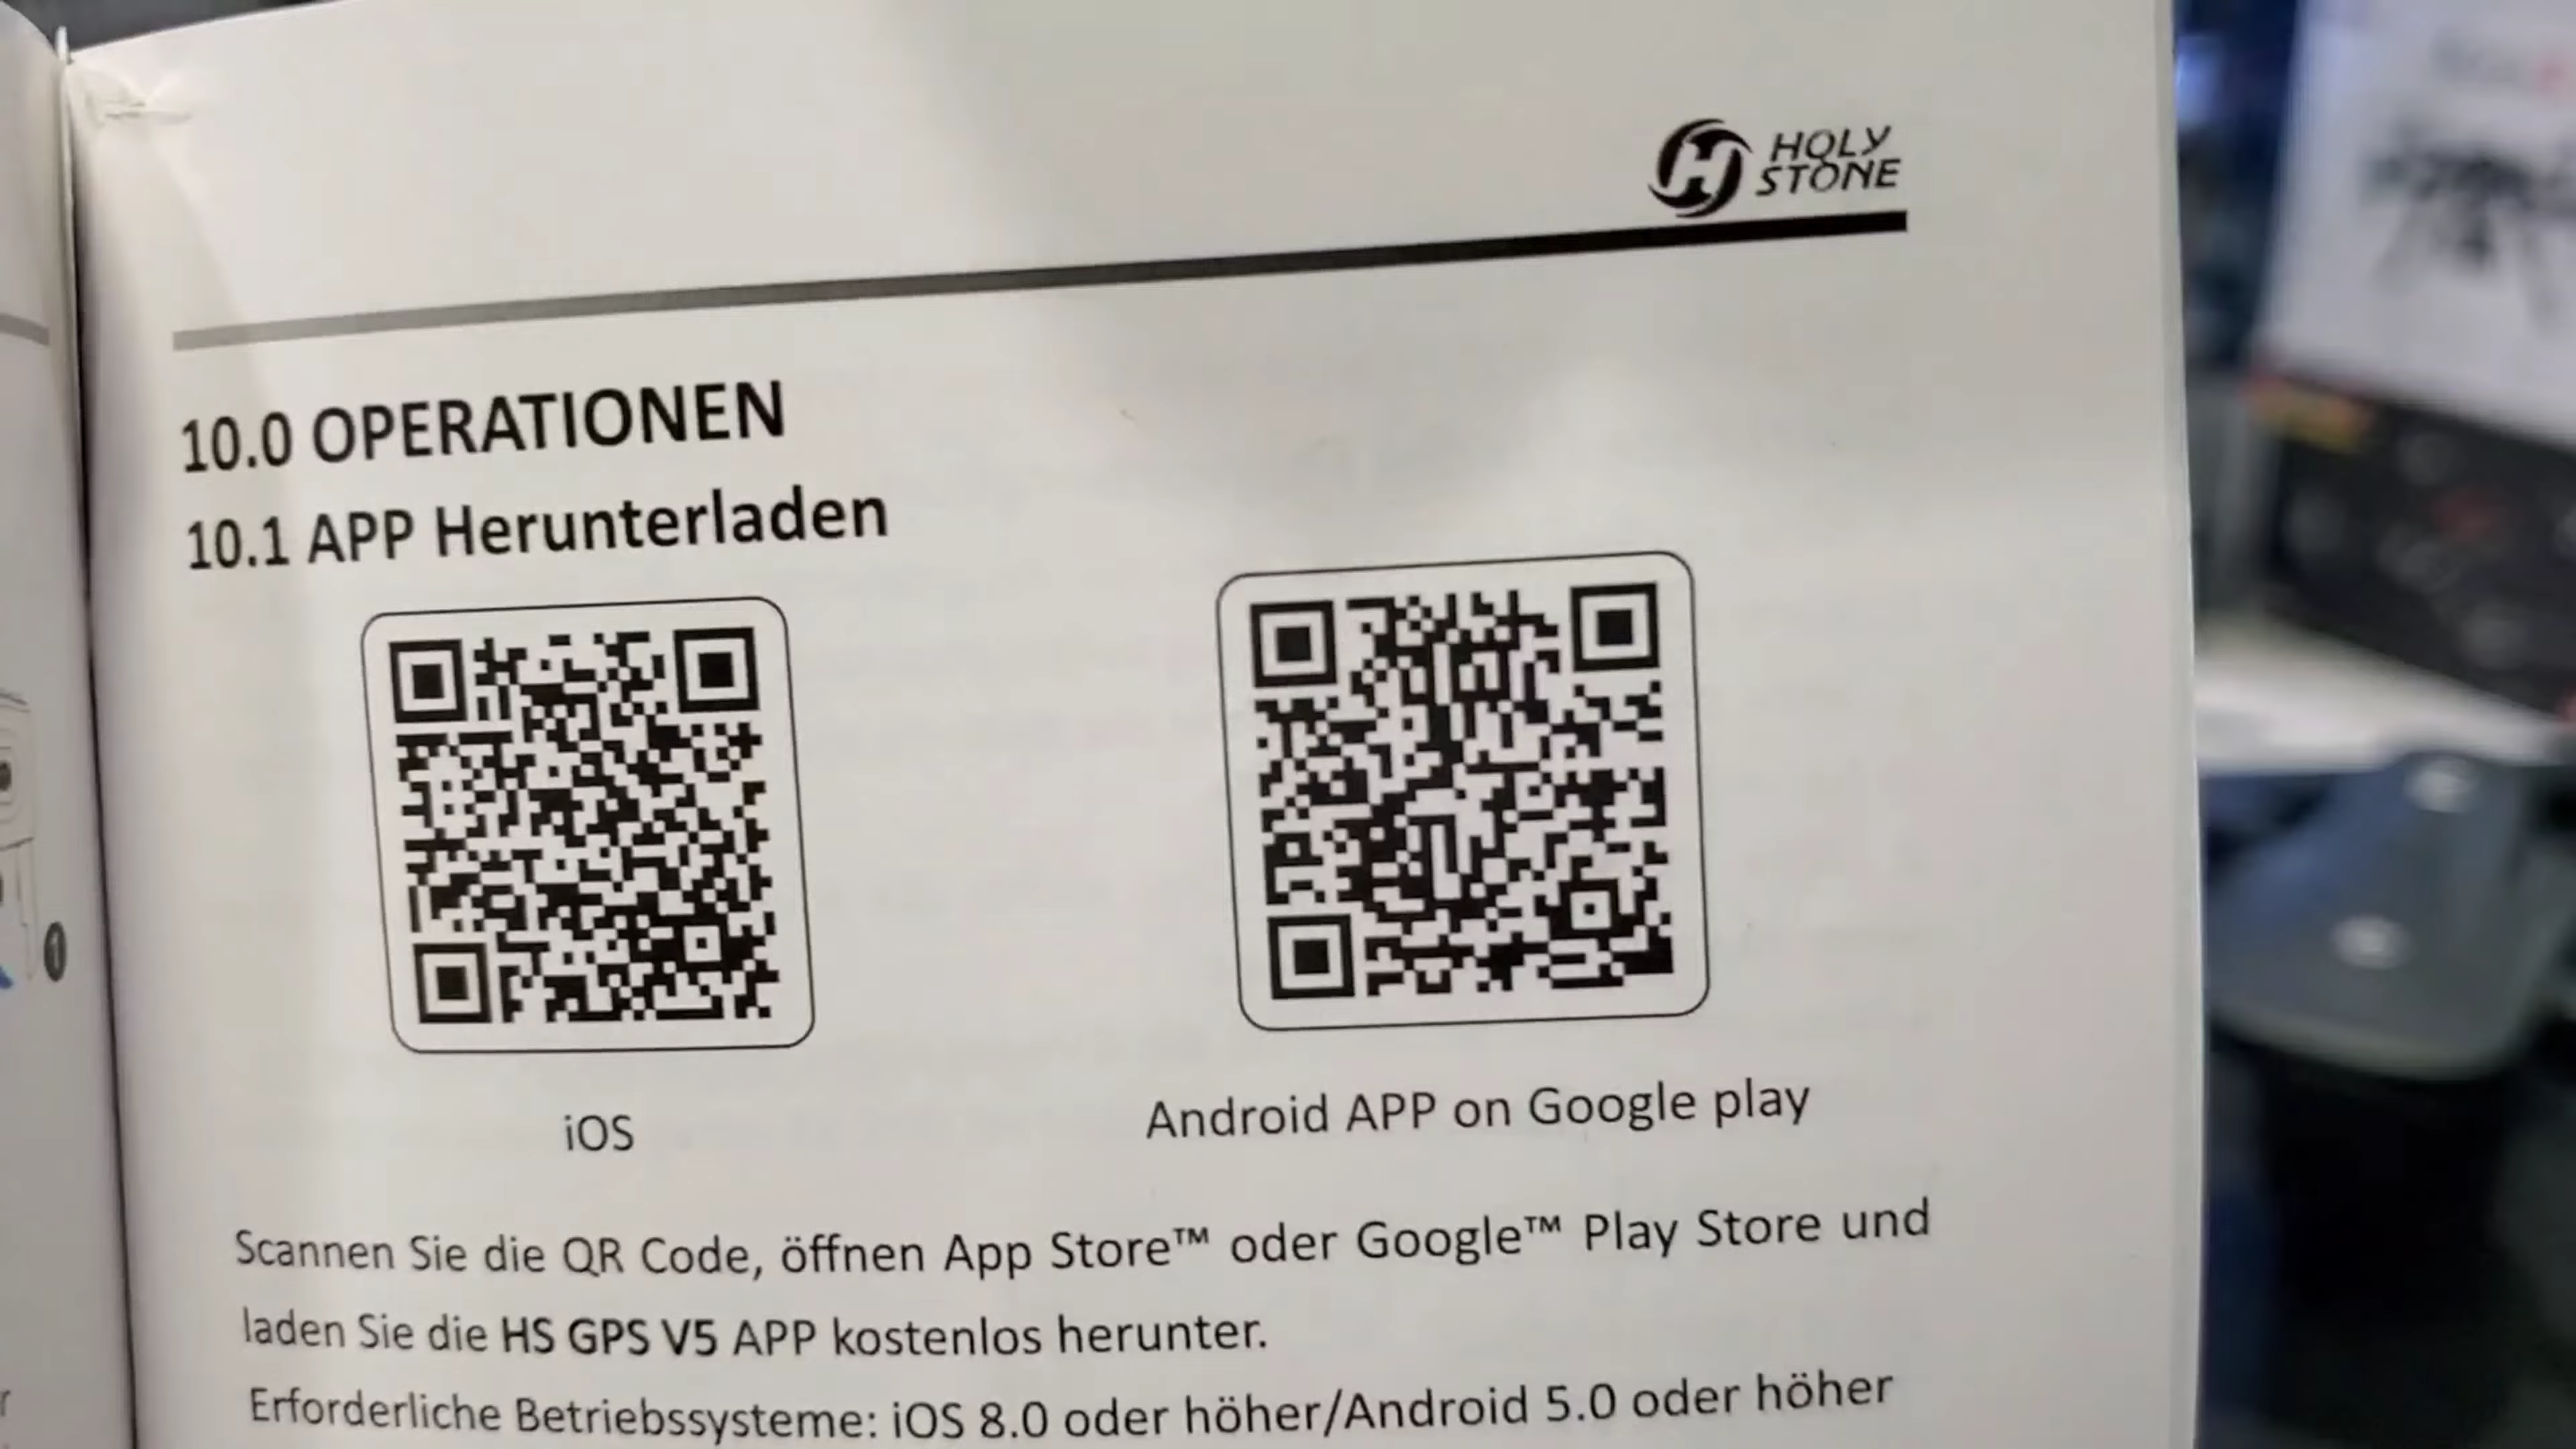 HOLY
STONE
10.0 OPERATIONEN
10.1 APP Herunterladen
iOS
Android APP on Google play
Scannen Sie die QR Code, öffnen App Store™ oder Google™ Play Store und
laden Sie die HS GPS V5 APP kostenlos herunter.
Erforderliche Betriebssysteme: iOS 8.0 oder höher/Android 5.0 oder höher
1
r